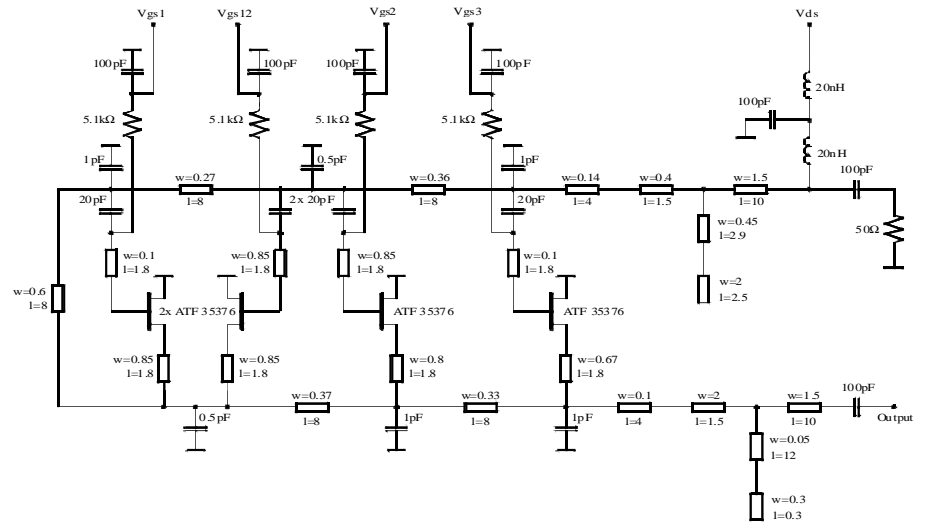 Vgs1 Vgs12 Vgs2 Vgs3 Vds
100pF 100pF 100pF 100pF
20nH
100pF
5.1kΩ 5.1kΩ 5.1kΩ 5.1kΩ
20nH
1pF 0.5pF 1pF
100pF
w=0.27 w=0.36 w=0.14 w=0.4 w=1.5
l=8 l=8 l=4 l=1.5 l=10
20pF 2x 20pF 20pF
w=0.45
l=2.9
50Ω
w=0.1 w=0.85 w=0.85 w=0.1
l=1.8 l=1.8 l=1.8 l=1.8
w=2
l=2.5
w=0.6
l=8
2x ATF 35376 ATF 35376 ATF 35376
w=0.85 w=0.85 w=0.8 w=0.67
l=1.8 l=1.8 l=1.8 l=1.8
w=0.37 w=0.33 w=0.1 w=2 w=1.5 100pF
l=8 l=8 l=4 l=1.5 l=10
0.5pF 1pF 1pF Output
w=0.05
l=12
w=0.3
l=0.3